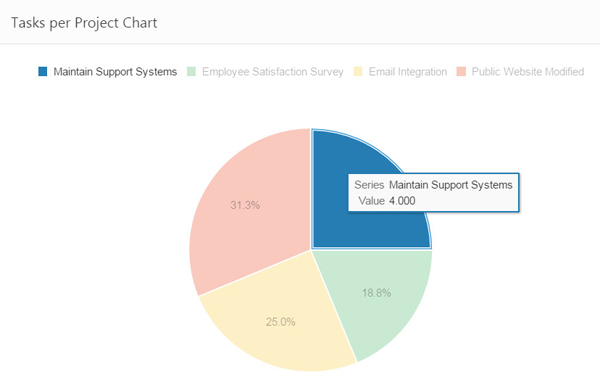 Tasks per Project Chart
Maintain Support Systems Employee Satisfaction Survey Email Integration Public Website Modified
Series Maintain Support Systems
Value 4.000
31.3%
18.8%
25.0%